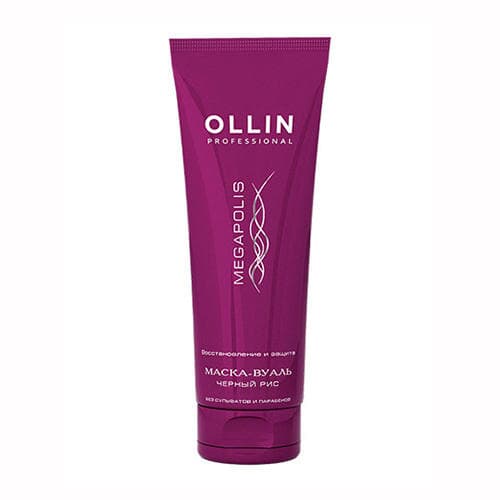 OLLIN
PROFESSIONAL
MEGAPOLIS
Восстановление и защита
МАСКА-ВУАЛЬ
ЧЕРНЫЙ РИС
БЕЗ СУЛЬФАТОВ И ПАРАБЕНОВ